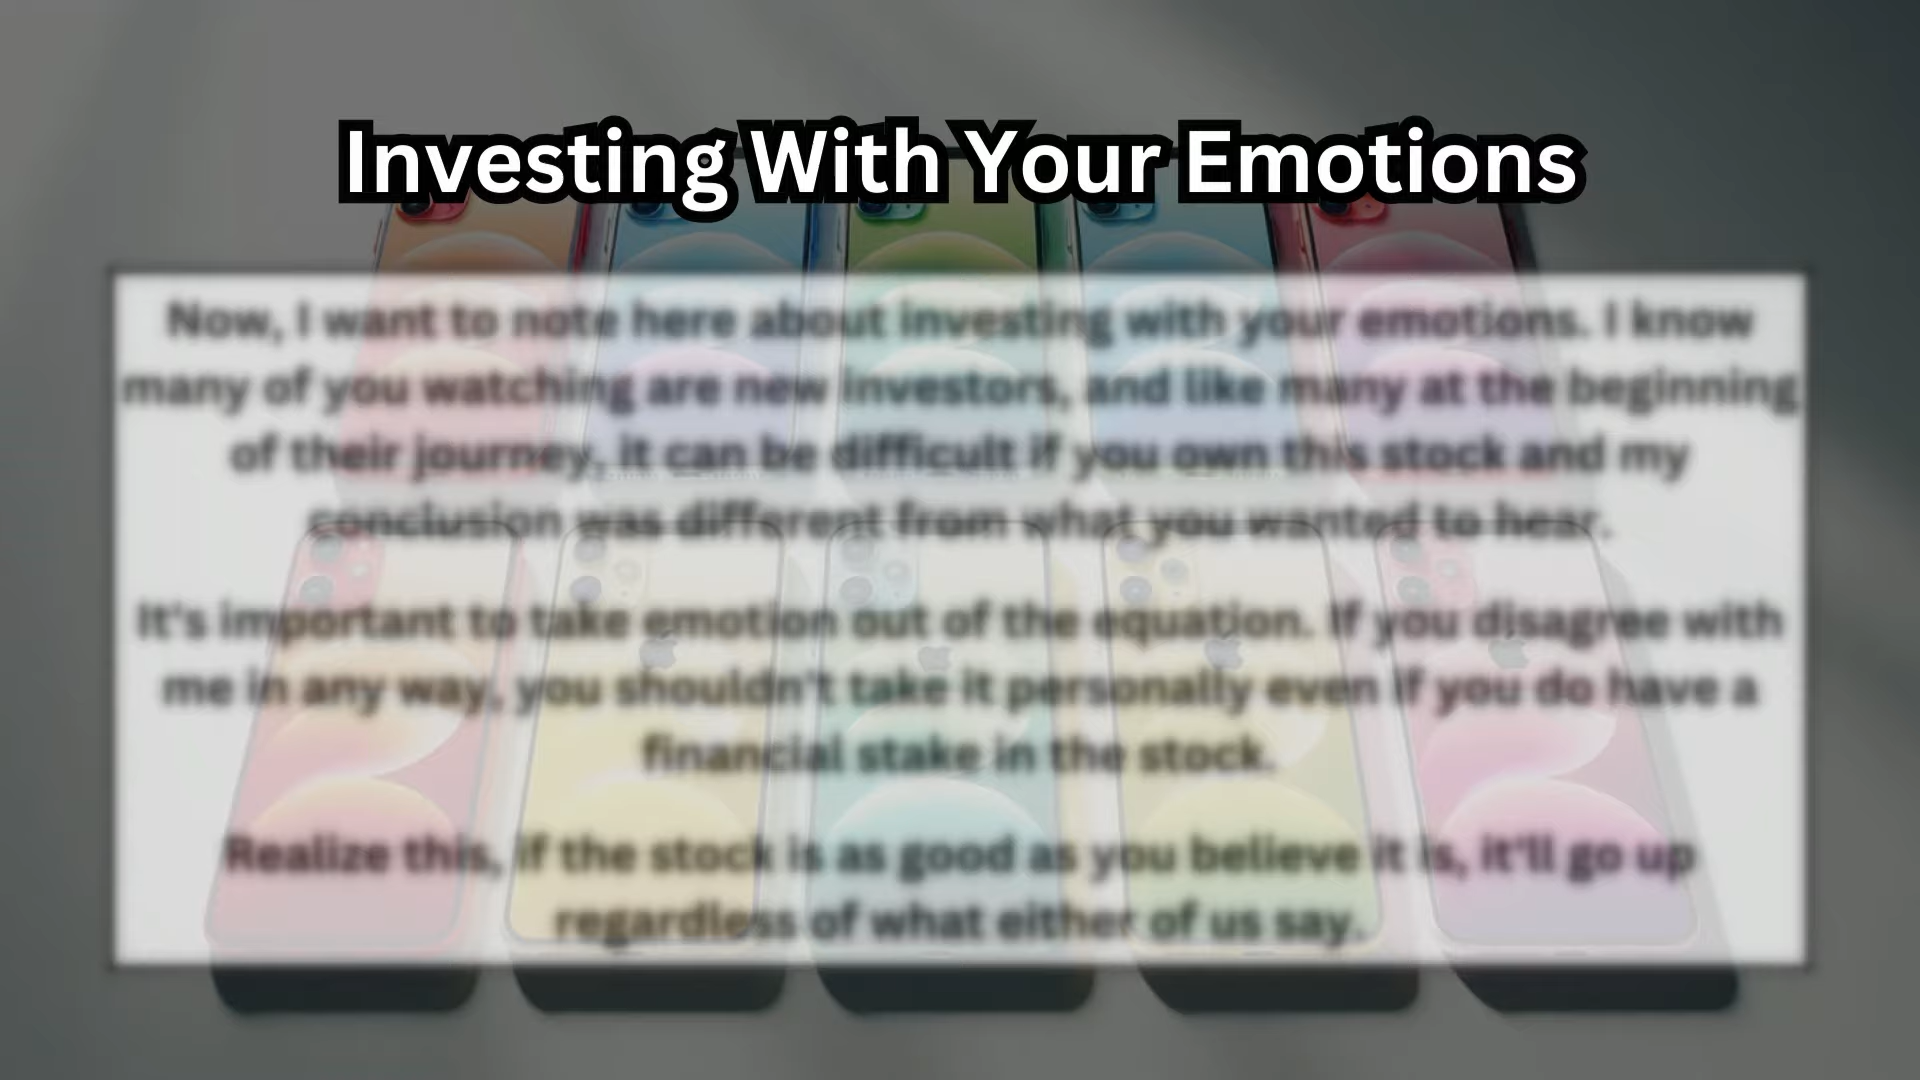 Investing With Your Emotions
Now, I want to note here about investing with your emotions. I know
many of you watching are new investors, and like many at the beginning
of their journey, it can be difficult if you own this stock and my
conclusion was different from what you wanted to hear.
It's important to take emotion out of the equation. If you disagree with
me in any way, you shouldn't take it personally even if you do have a
financial stake in the stock.
Realize this, if the stock is as good as you believe it is, it'll go up
regardless of what either of us say.